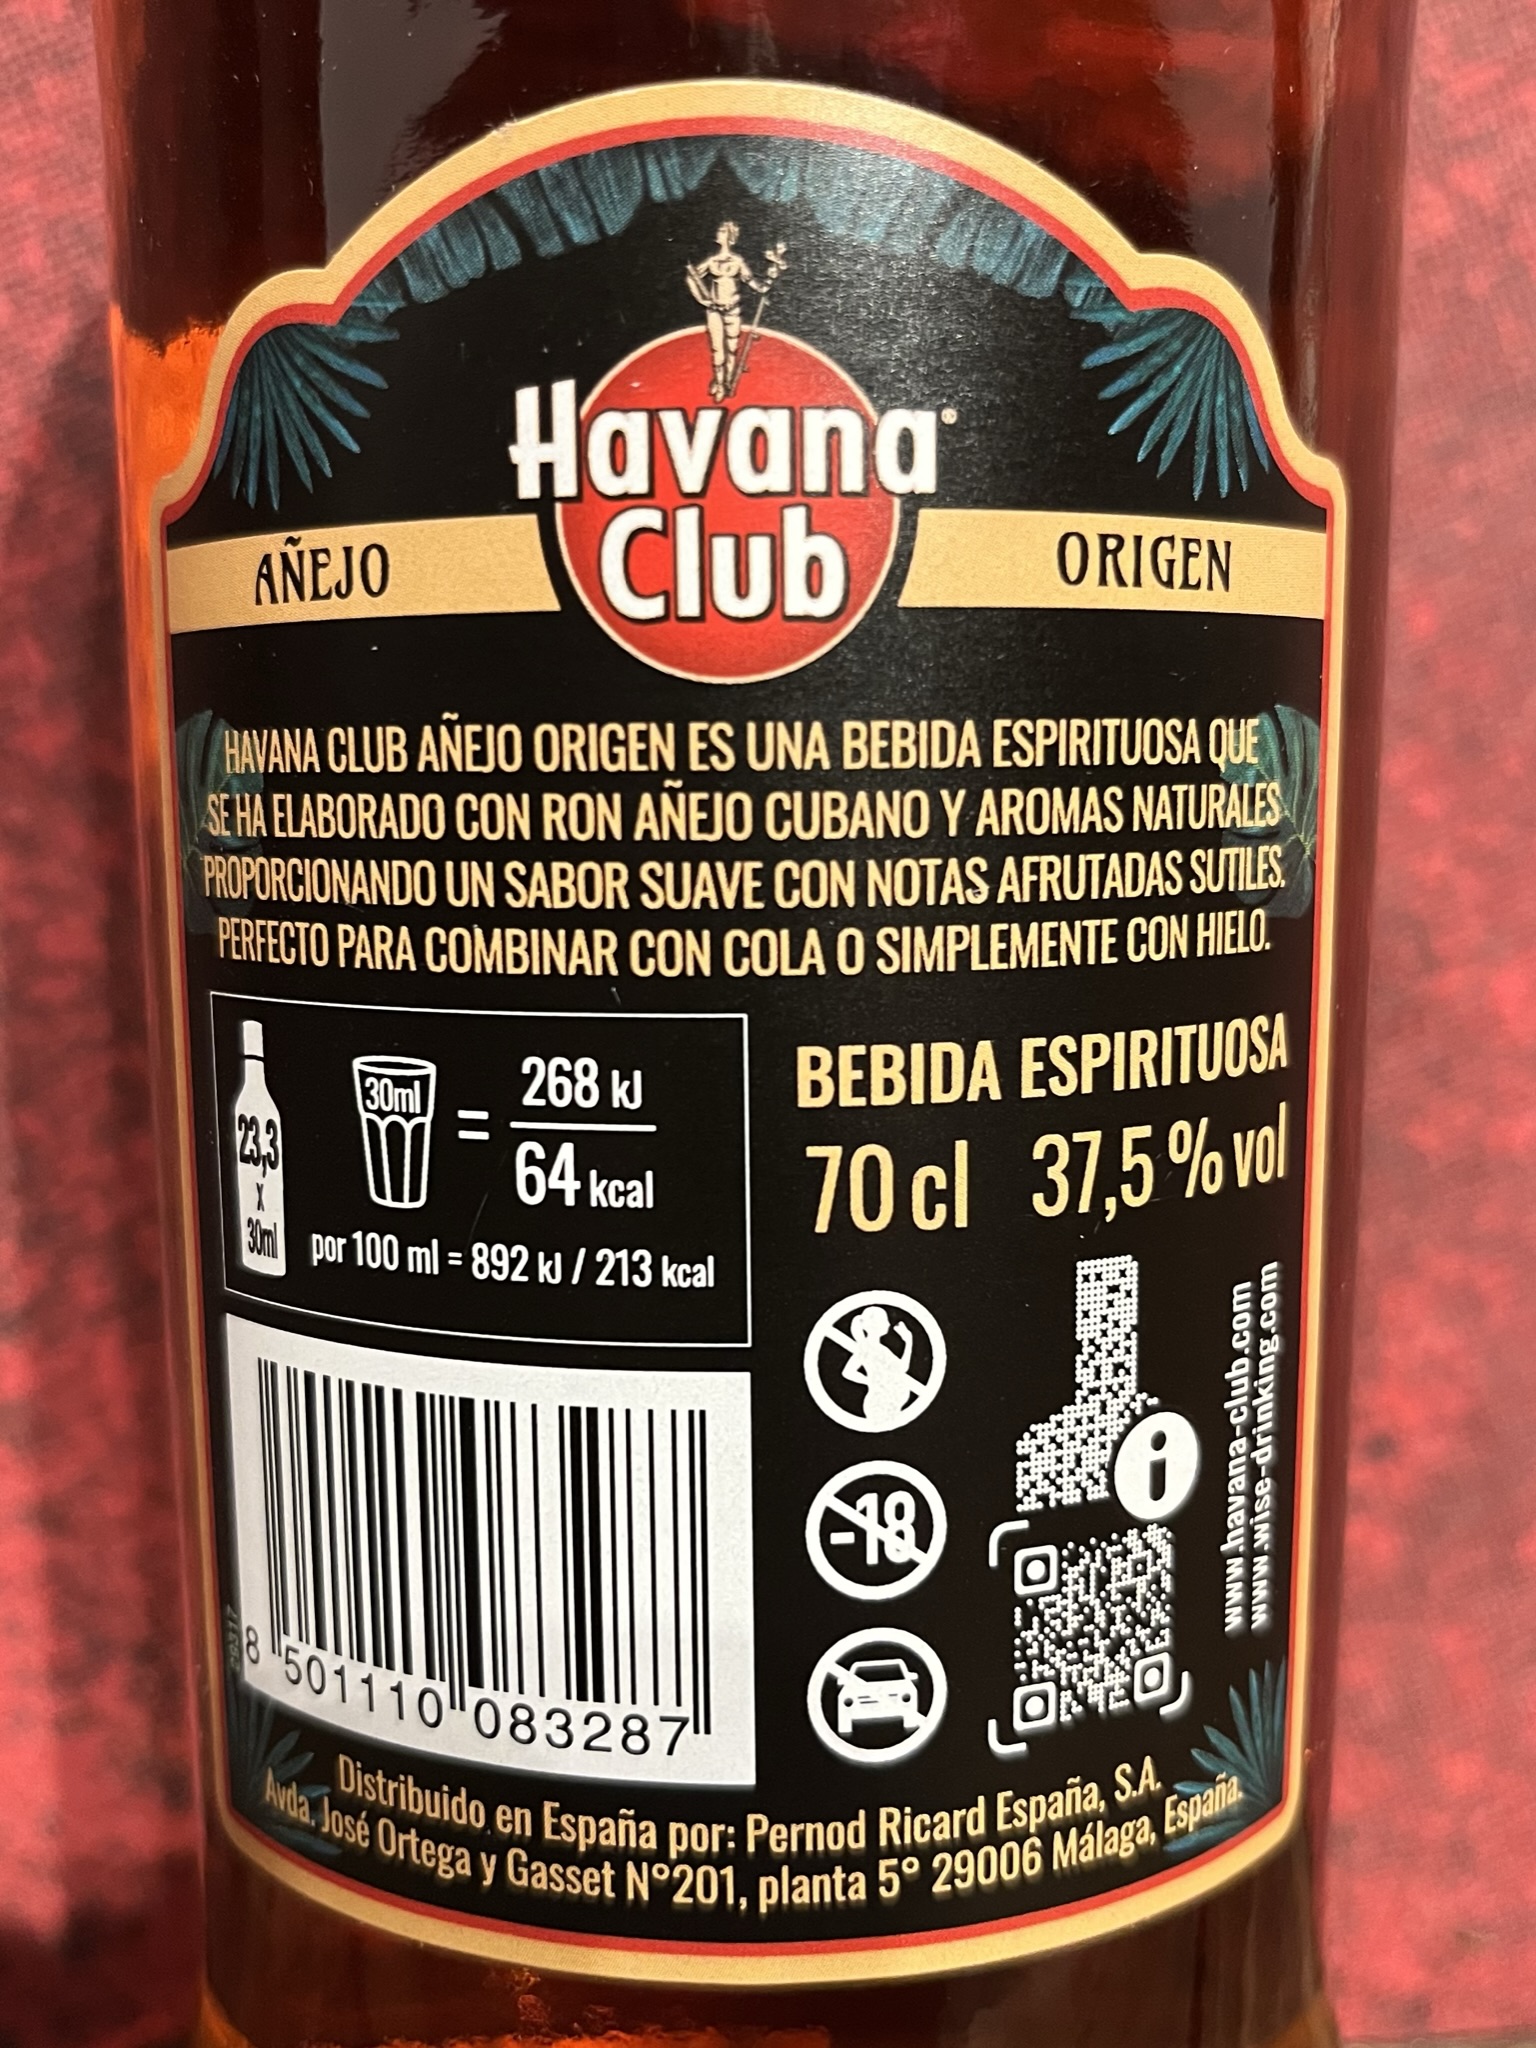 Havana
Club
AÑEJO
ORIGEN
HAVANA CLUB AÑEJO ORIGEN ES UNA BEBIDA ESPIRITUOSA QUE
SE HA ELABORADO CON RON AÑEJO CUBANO Y AROMAS NATURALES
PROPORCIONANDO UN SABOR SUAVE CON NOTAS AFRUTADAS SUTILES.
PERFECTO PARA COMBINAR CON COLA O SIMPLEMENTE CON HIELO.
23,3
x
30ml
30ml
=
268 kJ
64 kcal
por 100 ml = 892 kJ / 213 kcal
BEBIDA ESPIRITUOSA
70 cl 37,5 % vol
-18
i
www.havana-club.com
www.wise-drinking.com
8 501110 083287
Distribuido en España por: Pernod Ricard España, S.A.
Avda. José Ortega y Gasset N°201, planta 5° 29006 Málaga, España.